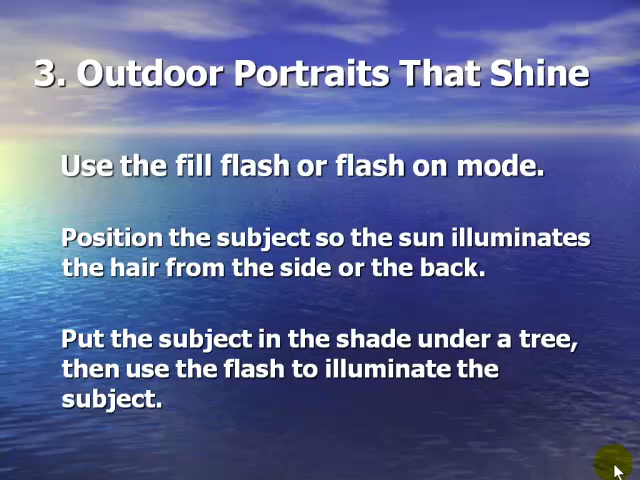 3. Outdoor Portraits That Shine
Use the fill flash or flash on mode.
Position the subject so the sun illuminates
the hair from the side or the back.
Put the subject in the shade under a tree,
then use the flash to illuminate the
subject.